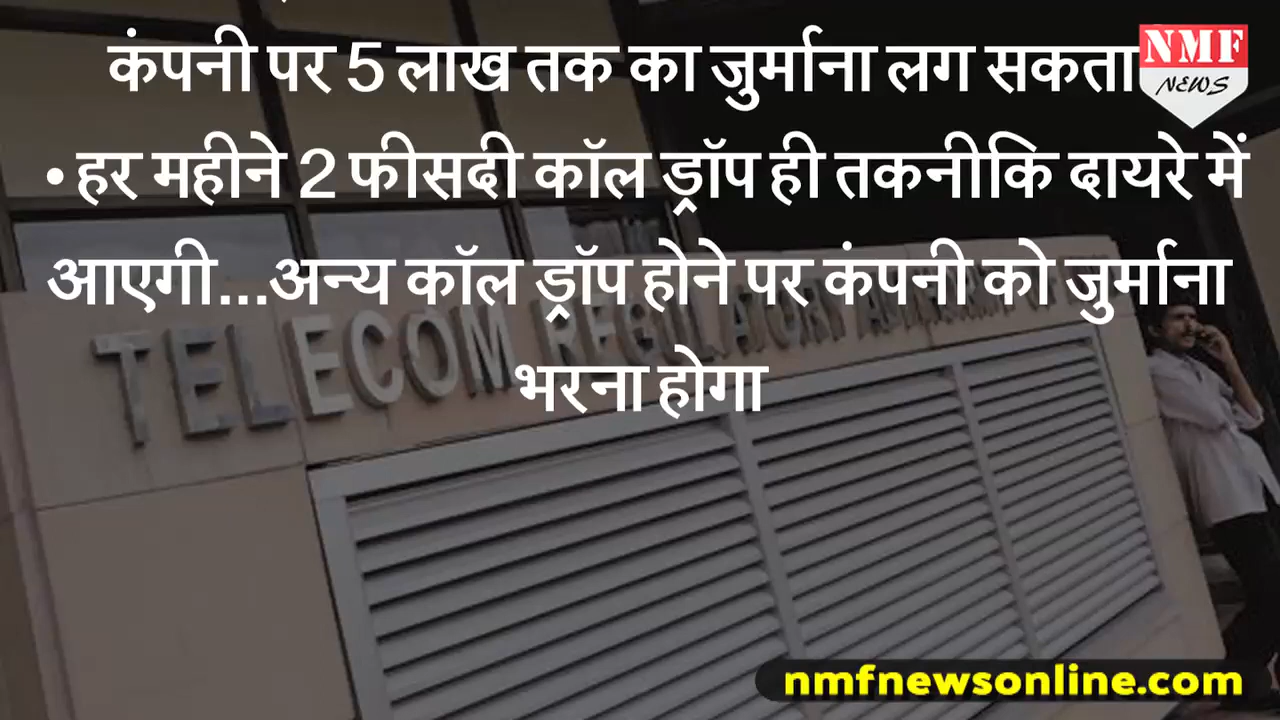 कंपनी पर 5 लाख तक का जुर्माना लग सकता
NMF
NEWS
• हर महीने 2 फीसदी कॉल ड्रॉप ही तकनीकि दायरे में
आएगी...अन्य कॉल ड्रॉप होने पर कंपनी को जुर्माना
TELECOM REGULATORY
भरना होगा
nmfnewsonline.com